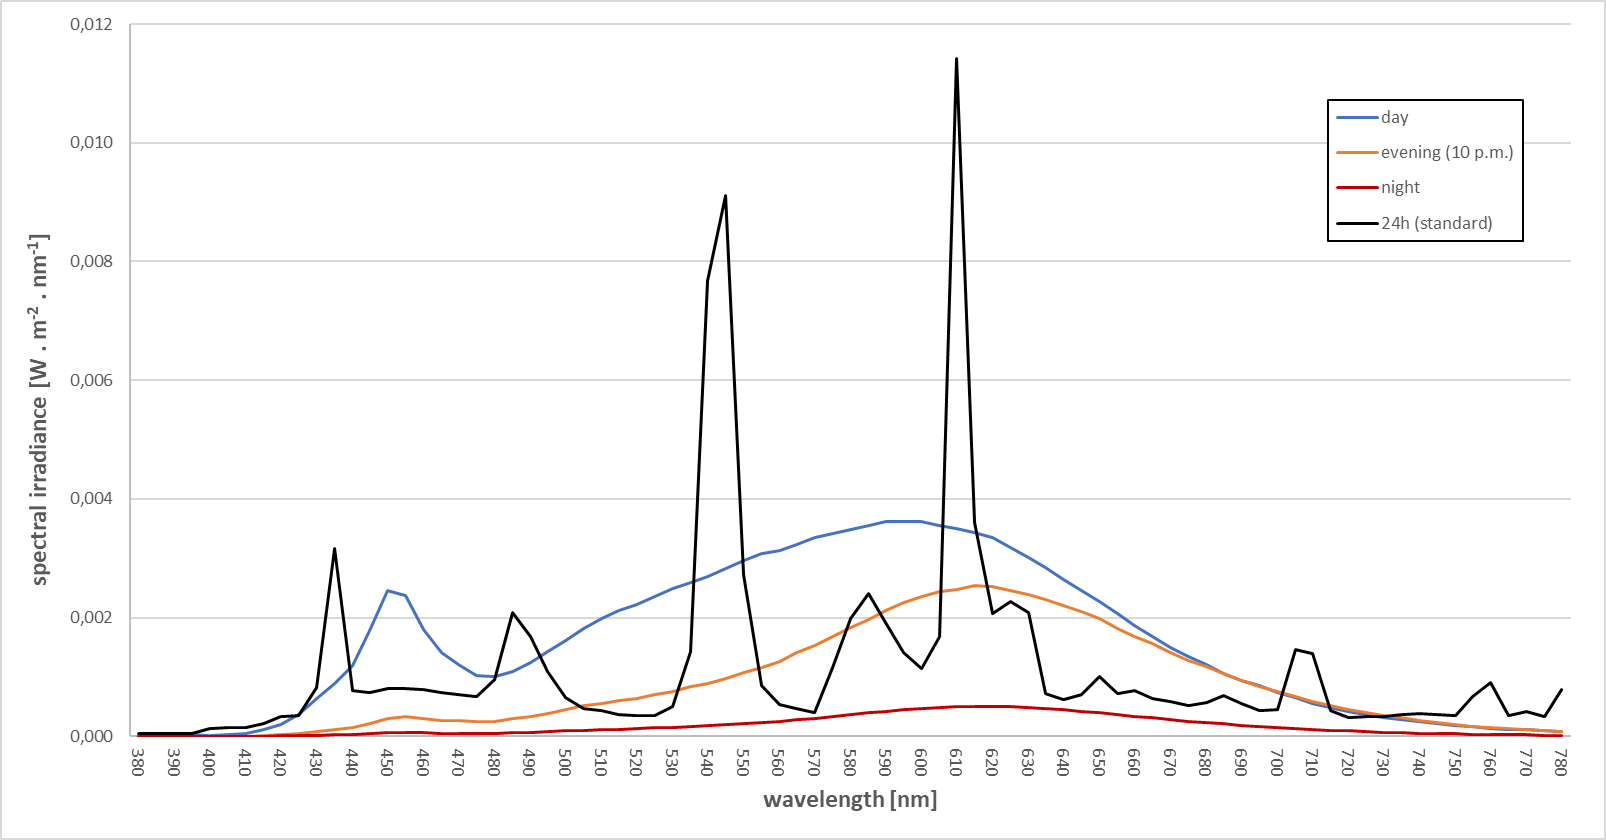 0,012
0,010
0,008
0,006
0,004
0,002
0,000
spectral irradiance [W . m-2 . nm-1]
day
evening (10 p.m.)
night
24h (standard)
380 390 400 410 420 430 440 450 460 470 480 490 500 510 520 530 540 550 560 570 580 590 600 610 620 630 640 650 660 670 680 690 700 710 720 730 740 750 760 770 780
wavelength [nm]